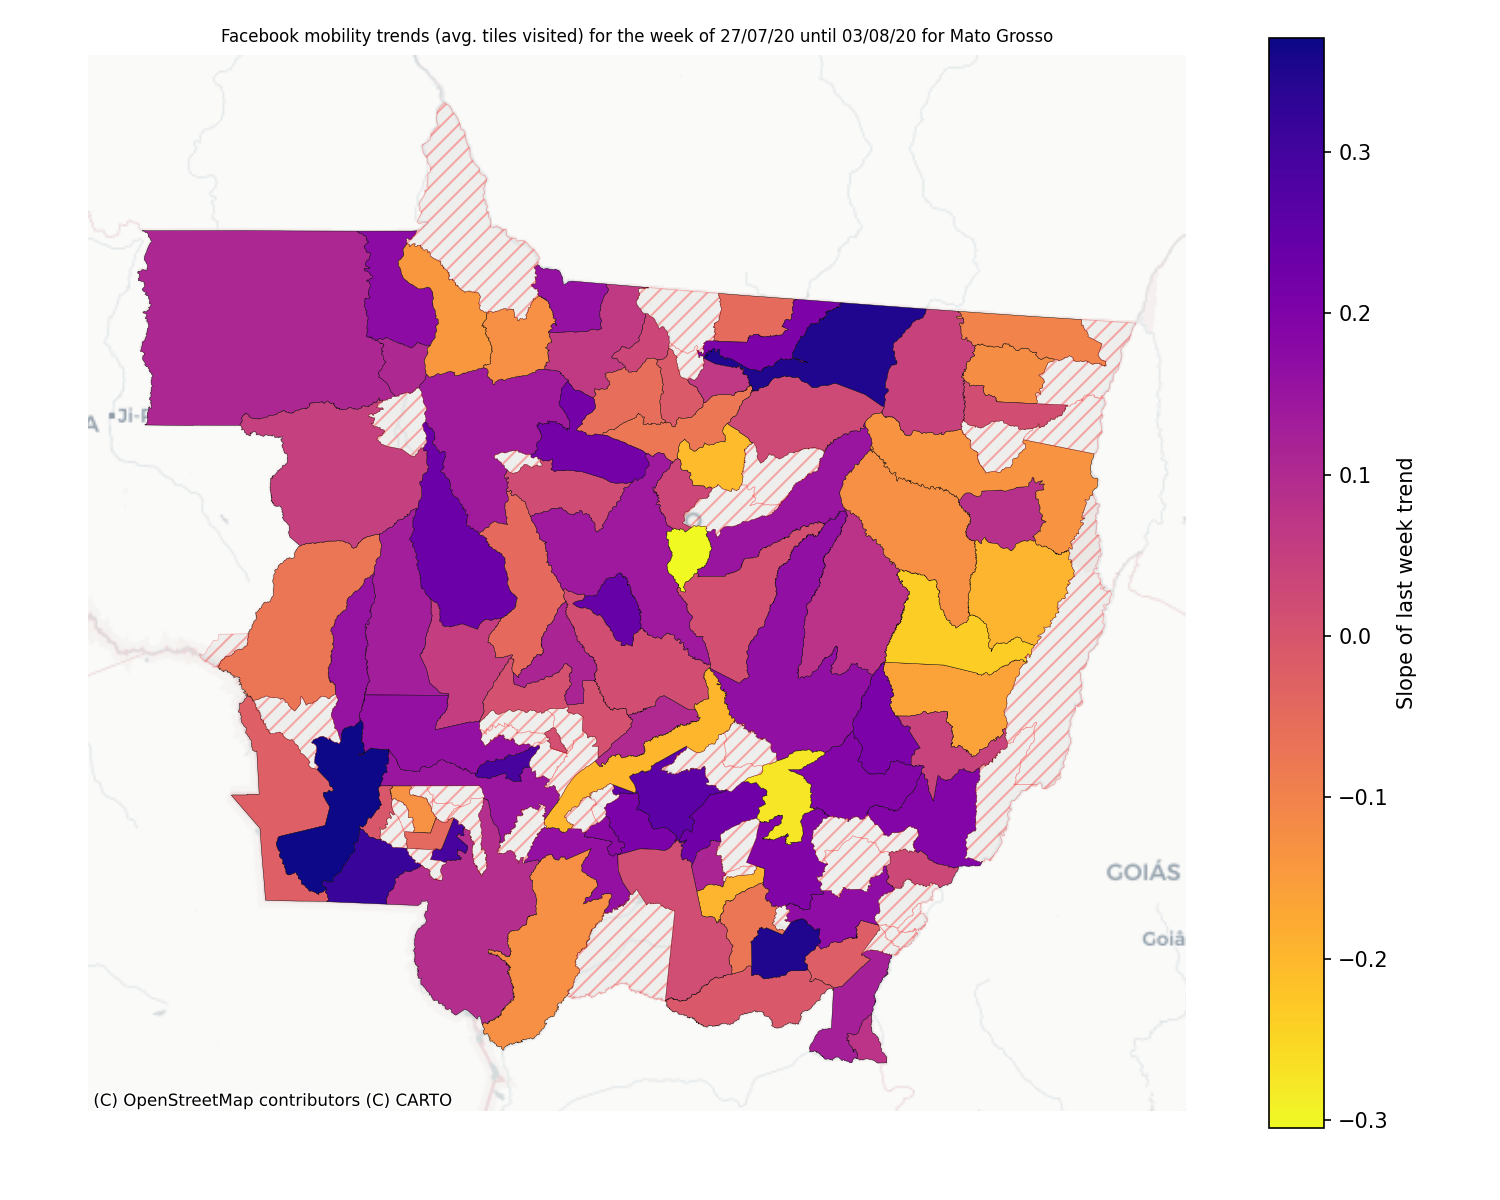 Facebook mobility trends (avg. tiles visited) for the week of 27/07/20 until 03/08/20 for Mato Grosso
0.3
0.2
0.1
0.0
−0.1
−0.2
−0.3
Slope of last week trend
GOIÁS
(C) OpenStreetMap contributors (C) CARTO